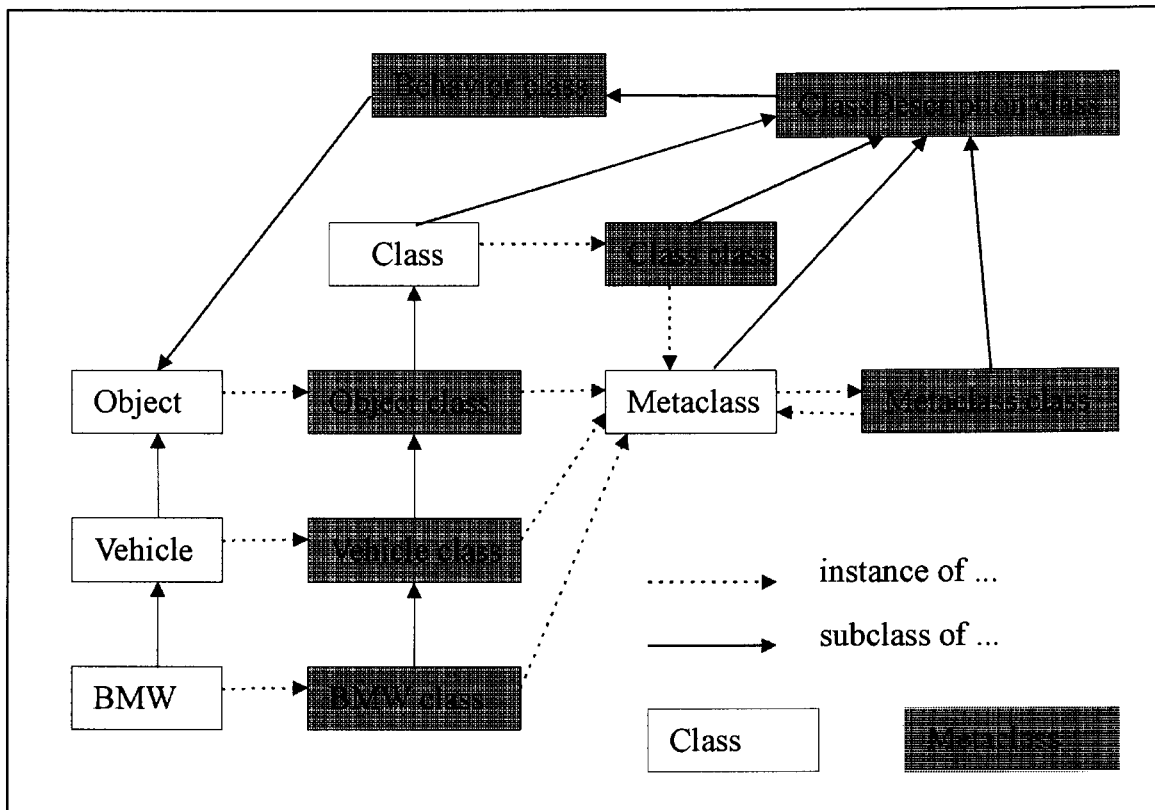 Behavior class
ClassDescription class
Class
Class class
Object
Object class
Metaclass
Metaclass class
Vehicle
Vehicle class
instance of ...
subclass of ...
BMW
BMW class
Class
Metaclass